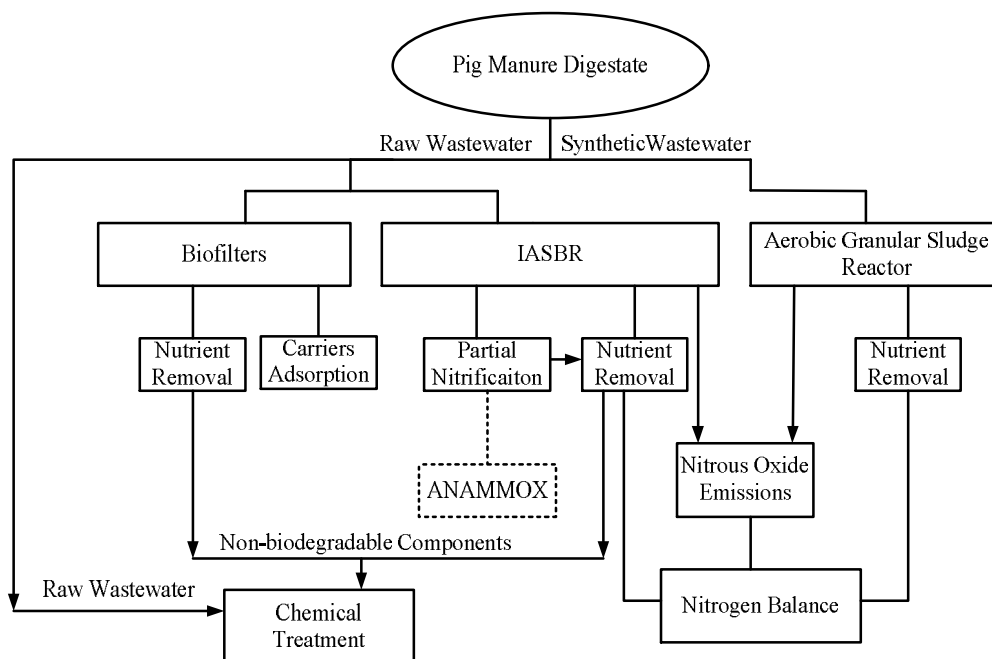 Pig Manure Digestate
Raw Wastewater
SyntheticWastewater
Biofilters
IASBR
Aerobic Granular Sludge
Reactor
Nutrient
Removal
Carriers
Adsorption
Partial
Nitrificaiton
Nutrient
Removal
Nutrient
Removal
Nitrous Oxide
Emissions
ANAMMOX
Non-biodegradable Components
Raw Wastewater
Chemical
Treatment
Nitrogen Balance